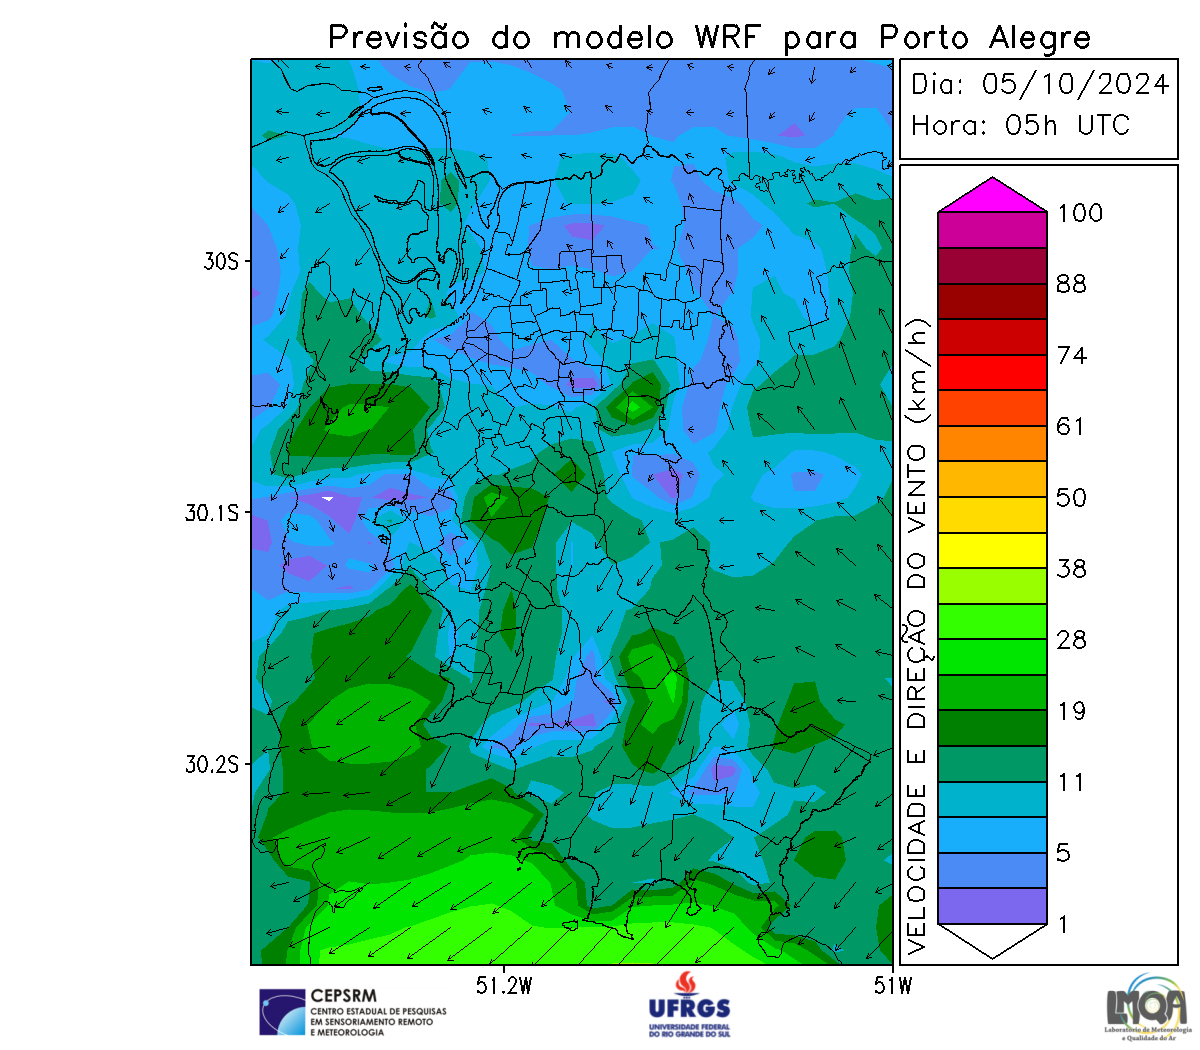 Previsão do modelo WRF para Porto Alegre
Dia: 05/10/2024
Hora: 05h UTC
30S
30.1S
30.2S
51.2W
51W
VELOCIDADE E DIREÇÃO DO VENTO (km/h)
100
88
74
61
50
38
28
19
11
5
1
CEPSRM
CENTRO ESTADUAL DE PESQUISAS
EM SENSORIAMENTO REMOTO
E METEOROLOGIA
UFRGS
UNIVERSIDADE FEDERAL
DO RIO GRANDE DO SUL
LMQA
Laboratório de Meteorologia
e Qualidade do Ar